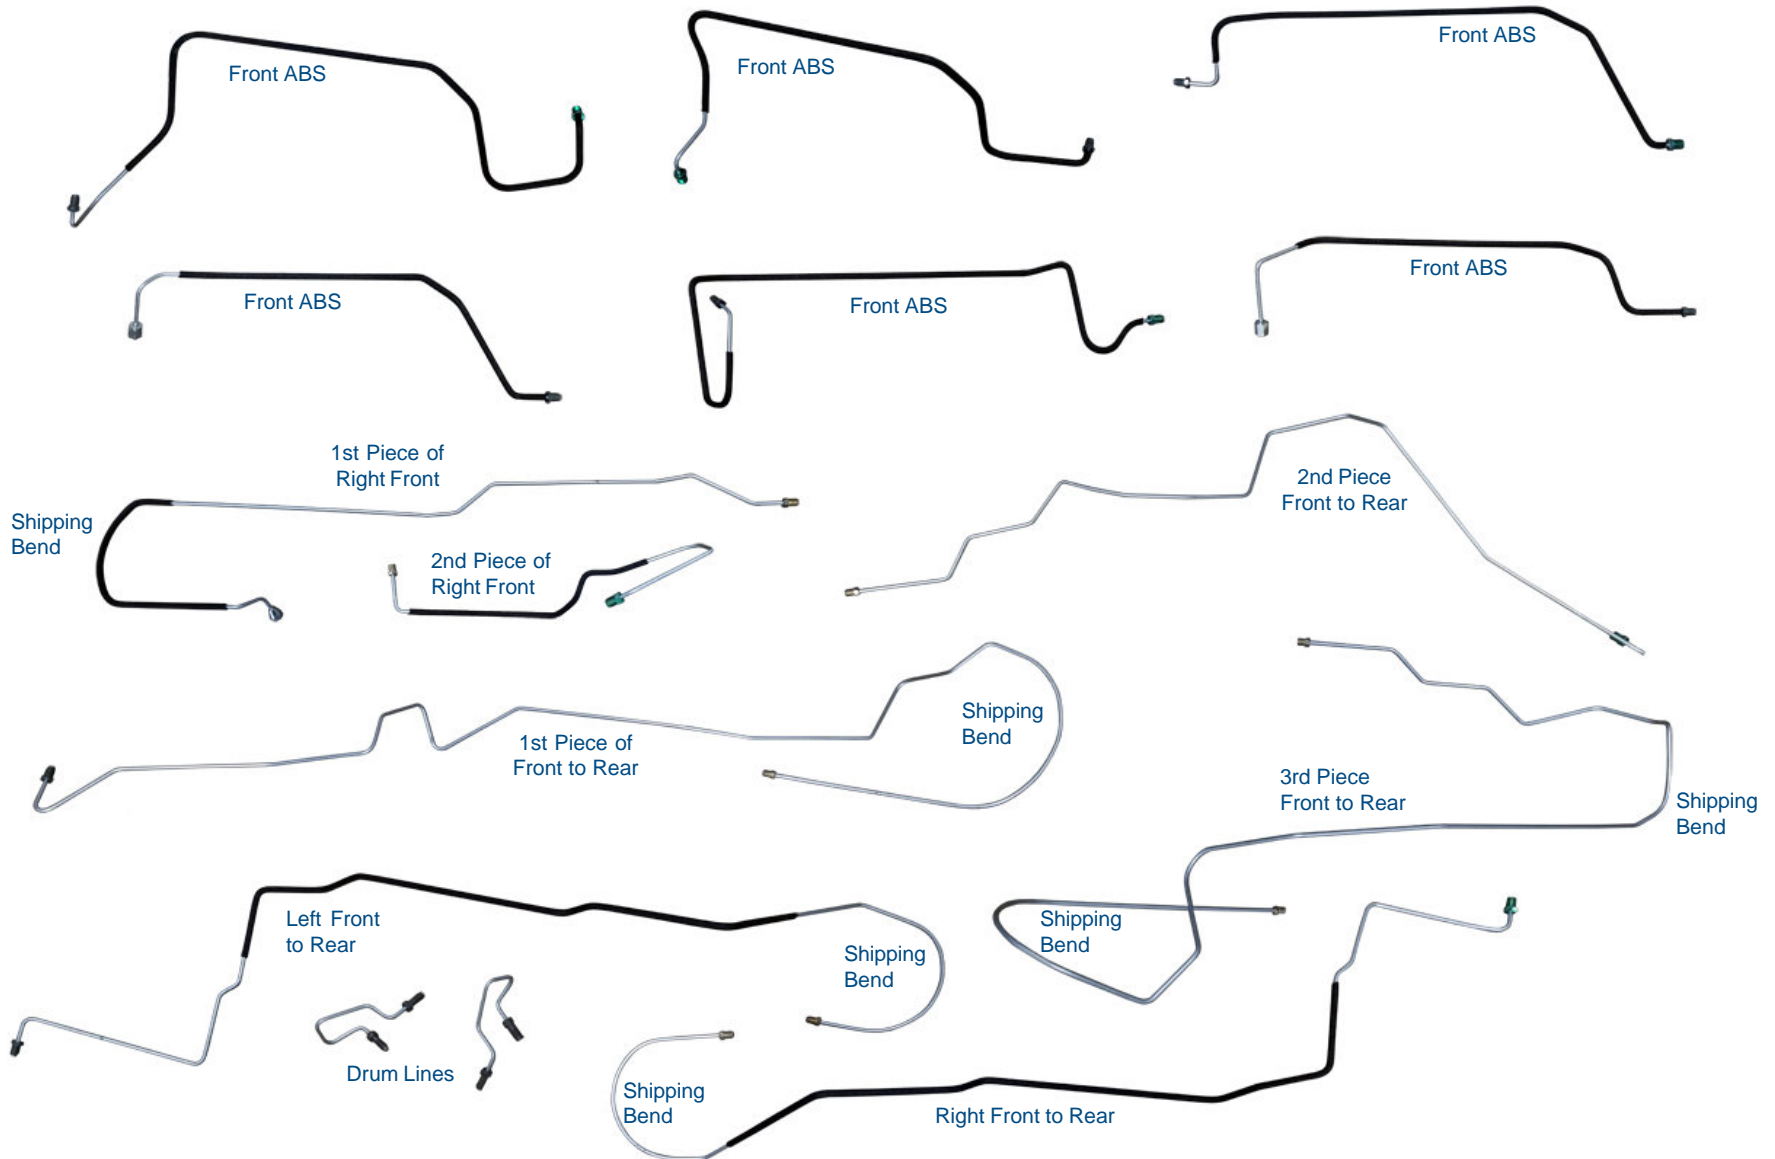 Front ABS
Front ABS
Front ABS
Front ABS
Front ABS
Front ABS
1st Piece of
Right Front
2nd Piece
Front to Rear
Shipping
Bend
2nd Piece of
Right Front
Shipping
Bend
1st Piece of
Front to Rear
3rd Piece
Front to Rear
Shipping
Bend
Left Front
to Rear
Shipping
Bend
Shipping
Bend
Drum Lines
Shipping
Bend
Right Front to Rear